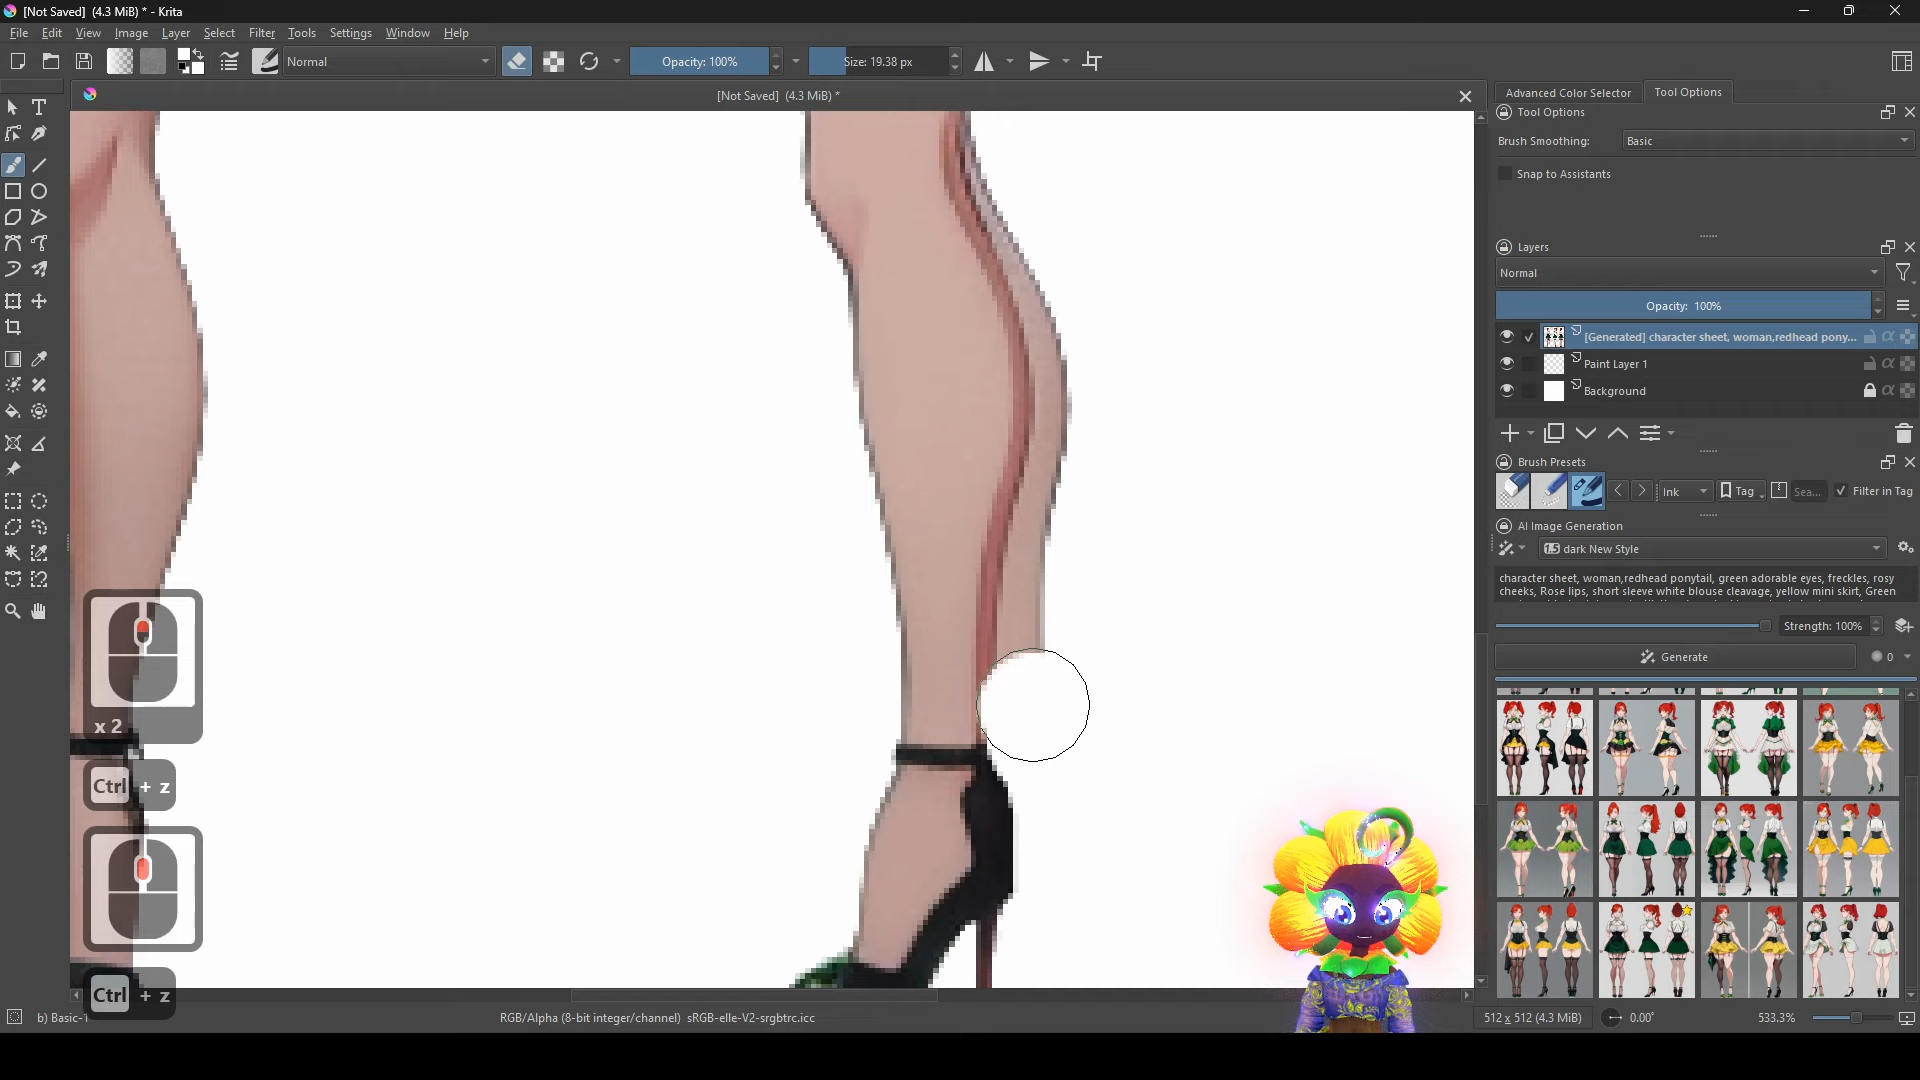 [Not Saved]  (4.3 MiB) * - Krita
File Edit View Image Layer Select Filter Tools Settings Window Help
Normal Opacity: 100% Size: 19.38 px
[Not Saved]  (4.3 MiB) *
Advanced Color Selector Tool Options
Tool Options
Brush Smoothing: Basic
Snap to Assistants
Layers
Normal
Opacity:  100%
[Generated] character sheet, woman,redhead pony...
Paint Layer 1
Background
Brush Presets
Ink Tag Sea... Filter in Tag
AI Image Generation
1.5 dark New Style
character sheet, woman,redhead ponytail, green adorable eyes, freckles, rosy
cheeks, Rose lips, short sleeve white blouse cleavage, yellow mini skirt, Green
Strength: 100%
Generate 0
x 2
Ctrl + z
Ctrl + z
b) Basic-
RGB/Alpha (8-bit integer/channel)  sRGB-elle-V2-srgbtrc.icc
512 x 512 (4.3 MiB) 0.00° 533.3%